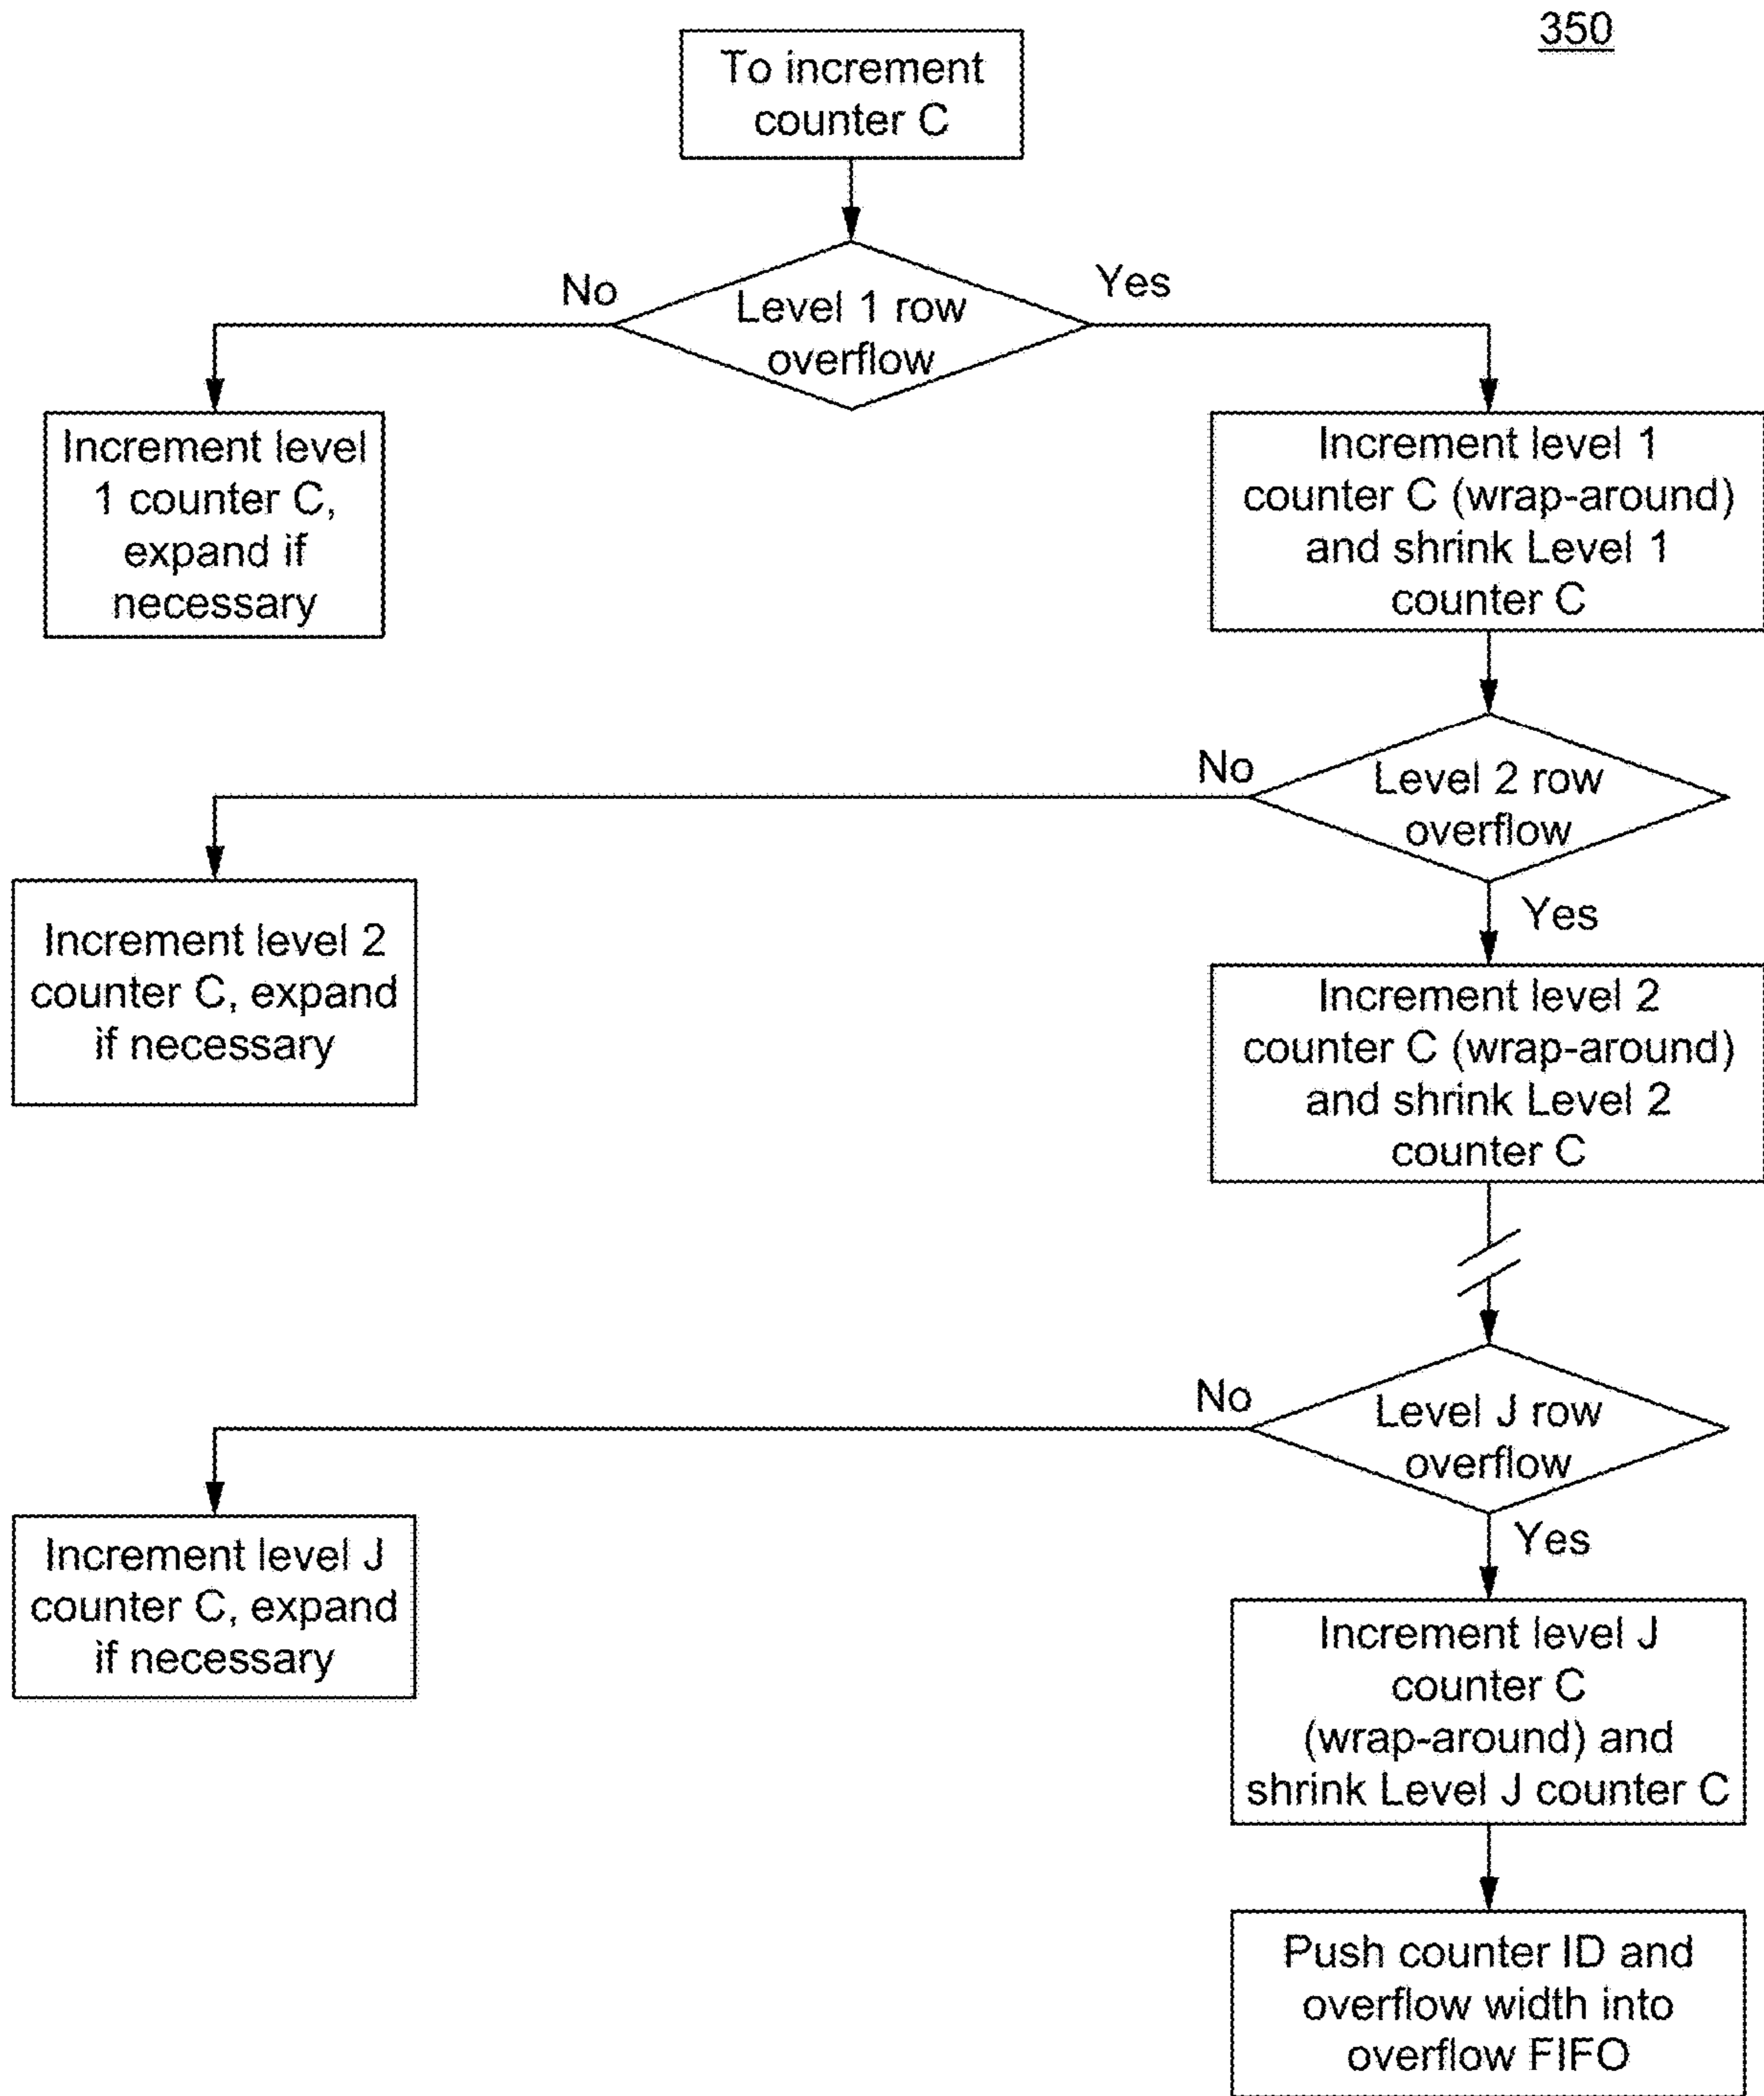 350
To increment
counter C
No
Yes
Level 1 row
overflow
Increment level
1 counter C,
expand if
necessary
Increment level 1
counter C (wrap-around)
and shrink Level 1
counter C
No
Level 2 row
overflow
Yes
Increment level 2
counter C, expand
if necessary
Increment level 2
counter C (wrap-around)
and shrink Level 2
counter C
No
Level J row
overflow
Yes
Increment level J
counter C, expand
if necessary
Increment level J
counter C
(wrap-around) and
shrink Level J counter C
Push counter ID and
overflow width into
overflow FIFO